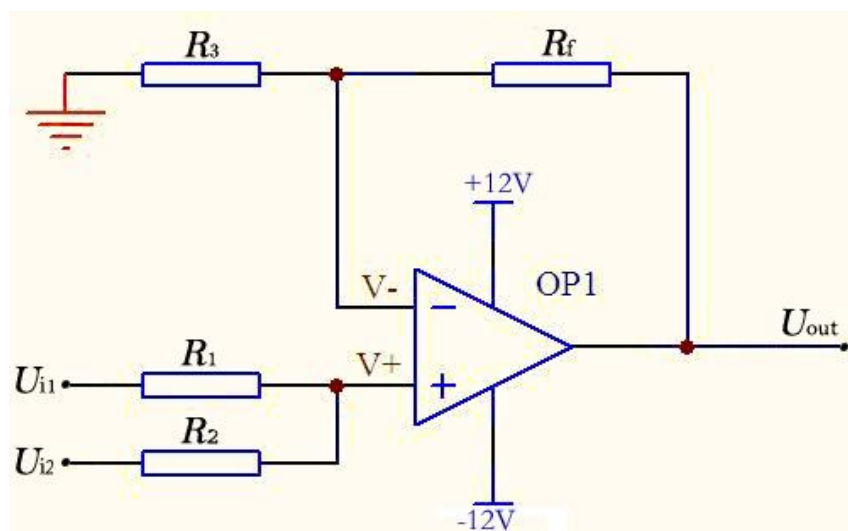 R3
Rf
+12V
V-
OP1
Uout
V+
Ui1
R1
R2
Ui2
-12V